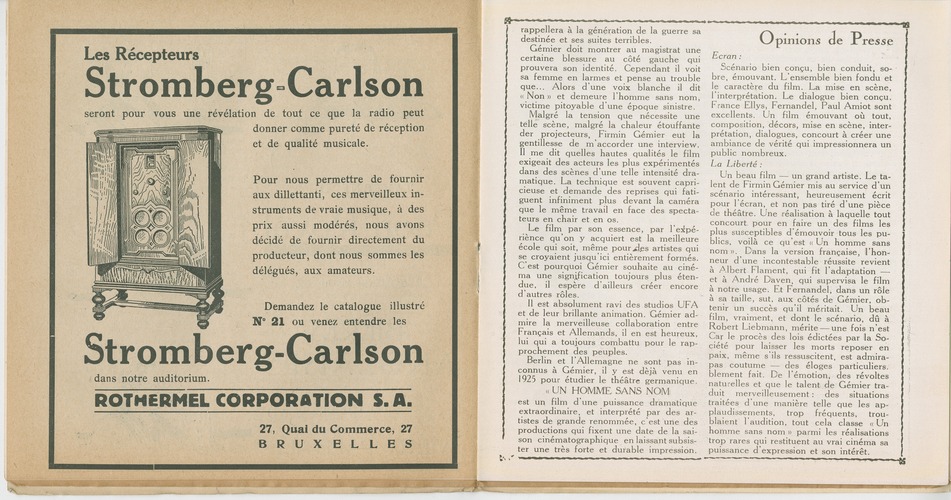 Les Récepteurs
Stromberg-Carlson
seront pour vous une révélation de tout ce que la radio peut
donner comme pureté de réception
et de qualité musicale.
Pour nous permettre de fournir
aux dillettanti, ces merveilleux in-
struments de vraie musique, à des
prix aussi modérés, nous avons
décidé de fournir directement du
producteur, dont nous sommes les
délégués, aux amateurs.
Demandez le catalogue illustré
N° 21 ou venez entendre les
Stromberg-Carlson
dans notre auditorium.
ROTHERMEL CORPORATION S. A.
27, Quai du Commerce, 27
BRUXELLES
rappellera à la génération de la guerre sa
destinée et ses suites terribles.
Gémier doit montrer au magistrat une
certaine blessure au côté gauche qui
prouvera son identité. Cependant il voit
sa femme en larmes et pense au trouble
que... Alors d'une voix blanche il dit
« Non » et demeure l'homme sans nom,
victime pitoyable d'une époque sinistre.
Malgré la tension que nécessite une
telle scène, malgré la chaleur étouffante
der projecteurs, Firmin Gémier eut la
gentillesse de m'accorder une interview.
Il me dit quelles hautes qualités le film
exigeait des acteurs les plus expérimentés
dans des scènes d'une telle intensité dra-
matique. La technique est souvent capri-
cieuse et demande des reprises qui fati-
guent infiniment plus devant la caméra
que le même travail en face des specta-
teurs en chair et en os.
Le film par son essence, par l'expé-
rience qu'on y acquiert est la meilleure
école qui soit, même pour des artistes qui
se croyaient jusqu'ici entièrement formés.
C'est pourquoi Gémier souhaite au ciné-
ma une signification toujours plus éten-
due, il espère d'ailleurs créer encore
d'autres rôles.
Il est absolument ravi des studios UFA
et de leur brillante animation. Gémier ad-
mire la merveilleuse collaboration entre
Français et Allemands, il en est heureux,
lui qui a toujours combattu pour le rap-
prochement des peuples.
Berlin et l'Allemagne ne sont pas in-
connus à Gémier, il y est déjà venu en
1925 pour étudier le théâtre germanique.
« UN HOMME SANS NOM
est un film d'une puissance dramatique
extraordinaire, et interprété par des ar-
tistes de grande renommée, c'est une des
productions qui fixent une date de la sai-
son cinématographique en laissant subsis-
ter une très forte et durable impression.
Opinions de Presse
Ecran :
Scénario bien conçu, bien conduit, so-
bre, émouvant. L'ensemble bien fondu et
le caractère du film. La mise en scène,
l'interprétation. Le dialogue bien conçu.
France Ellys, Fernandel, Paul Amiot sont
excellents. Un film émouvant où tout,
composition, décors, mise en scène, inter-
prétation, dialogues, concourt à créer une
ambiance de vérité qui impressionnera un
public nombreux.
La Liberté :
Un beau film — un grand artiste. Le ta-
lent de Firmin Gémier mis au service d'un
scénario intéressant, heureusement écrit
pour l'écran, et non pas tiré d'une pièce
de théâtre. Une réalisation à laquelle tout
concourt pour en faire un des films les
plus susceptibles d'émouvoir tous les pu-
blics, voilà ce qu'est « Un homme sans
nom ». Dans la version française, l'hon-
neur d'une incontestable réussite revient
à Albert Flament, qui fit l'adaptation —
et à André Daven, qui supervisa le film
à notre usage. Et Fernandel, dans un rôle
à sa taille, sut, aux côtés de Gémier, ob-
tenir un succès qu'il méritait. Un beau
film, vraiment, et dont le scénario, dû à
Robert Liebmann, mérite — une fois n'est
Car le procès des lois édictées par la So-
ciété pour laisser les morts reposer en
paix, même s'ils ressuscitent, est admira-
pas coutume — des éloges particuliers.
blement fait. De l'émotion, des révoltes
naturelles et que le talent de Gémier tra-
duit merveilleusement : des situations
traitées d'une manière telle que les ap-
plaudissements, trop fréquents, trou-
blaient l'audition, tout cela classe « Un
homme sans nom » parmi les réalisations
trop rares qui restituent au vrai cinéma sa
puissance d'expression et son intérêt.